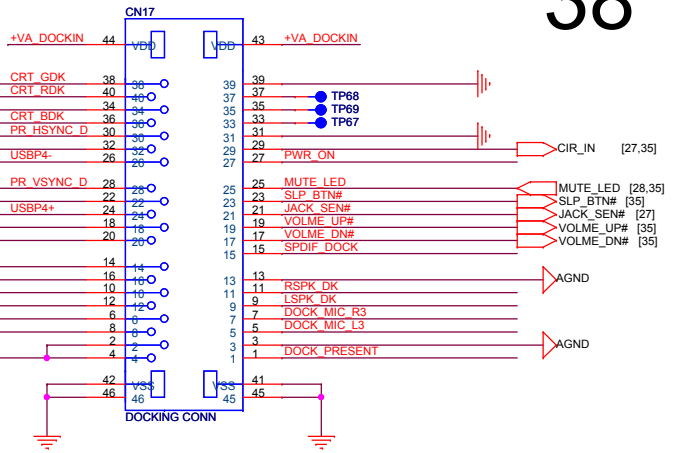 38
CN17
+VA_DOCKIN 44 VDD VDD 43 +VA_DOCKIN
CRT_GDK 38 38 39 39
CRT_RDK 40 40 37 37 TP68
34 34 35 35 TP69
CRT_BDK 36 36 33 33 TP67
PR_HSYNC_D 30 30 31 31
32 32 29 29 CIR_IN [27,35]
USBP4- 26 26 27 27 PWR_ON
PR_VSYNC_D 28 28 25 25 MUTE_LED MUTE_LED [28,35]
22 22 23 23 SLP_BTN# SLP_BTN# [35]
USBP4+ 24 24 21 21 JACK_SEN# JACK_SEN# [27]
18 18 19 19 VOLME_UP# VOLME_UP# [35]
20 20 17 17 VOLME_DN# VOLME_DN# [35]
15 15 SPDIF_DOCK
14 14
16 16 13 13 AGND
10 10 11 11 RSPK_DK
12 12 9 9 LSPK_DK
6 6 7 7 DOCK_MIC_R3
8 8 5 5 DOCK_MIC_L3
2 2 3 3 AGND
4 4 1 1 DOCK_PRESENT
42 VSS VSS 41
46 46 45 45
DOCKING CONN